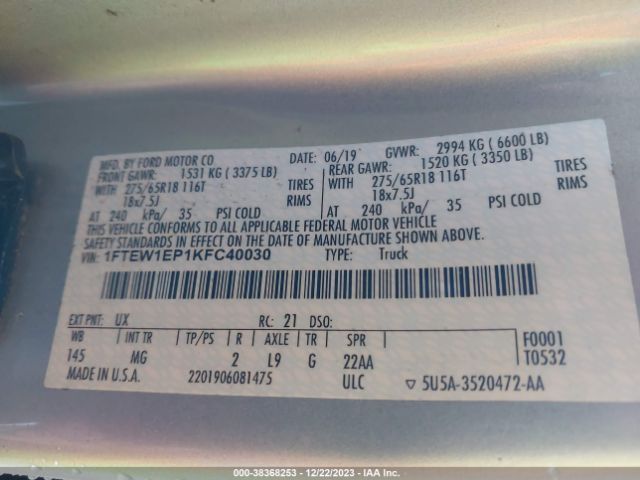 MFD. BY FORD MOTOR CO
DATE: 06/19 GVWR: 2994 KG ( 6600 LB)
FRONT GAWR: 1531 KG ( 3375 LB) REAR GAWR: 1520 KG ( 3350 LB)
WITH 275/65R18 116T TIRES WITH 275/65R18 116T TIRES
18x7.5J RIMS 18x7.5J RIMS
AT 240 kPa/ 35 PSI COLD AT 240 kPa/ 35 PSI COLD
THIS VEHICLE CONFORMS TO ALL APPLICABLE FEDERAL MOTOR VEHICLE
SAFETY STANDARDS IN EFFECT ON THE DATE OF MANUFACTURE SHOWN ABOVE.
VIN: 1FTEW1EP1KFC40030 TYPE: Truck
EXT PNT: UX RC: 21 DSO:
WB INT TR TP/PS R AXLE TR SPR F0001
145 MG 2 L9 G 22AA T0532
MADE IN U.S.A. 2201906081475 ULC ▽ 5U5A-3520472-AA
000-38368253 - 12/22/2023 - IAA Inc.